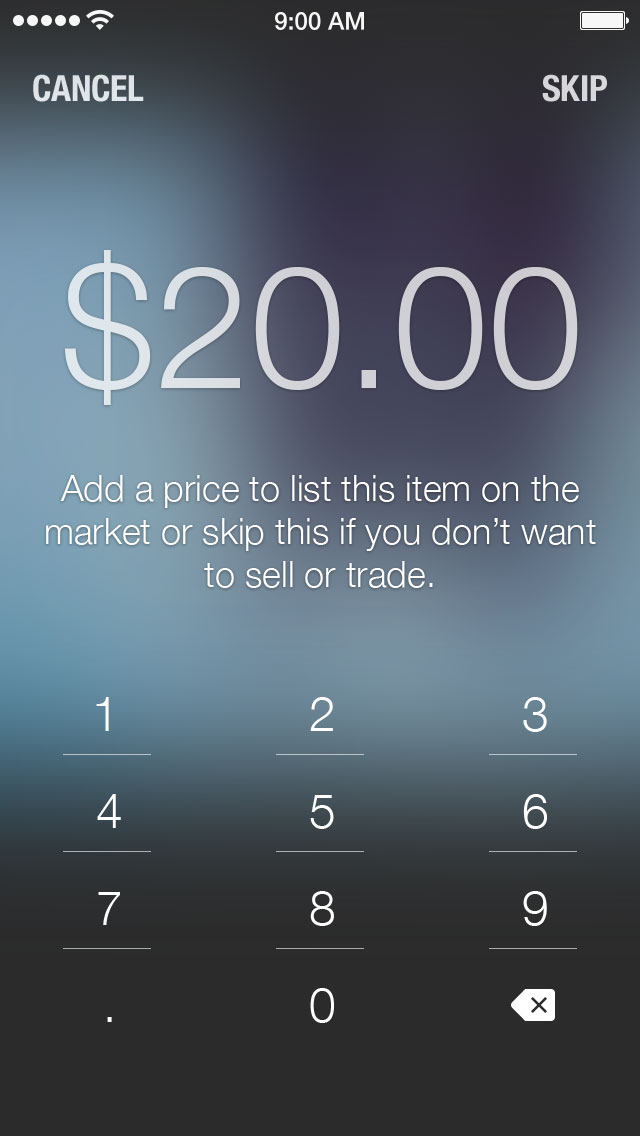 9:00 AM
CANCEL SKIP
$20.00
Add a price to list this item on the
market or skip this if you don’t want
to sell or trade.
1 2 3
4 5 6
7 8 9
. 0